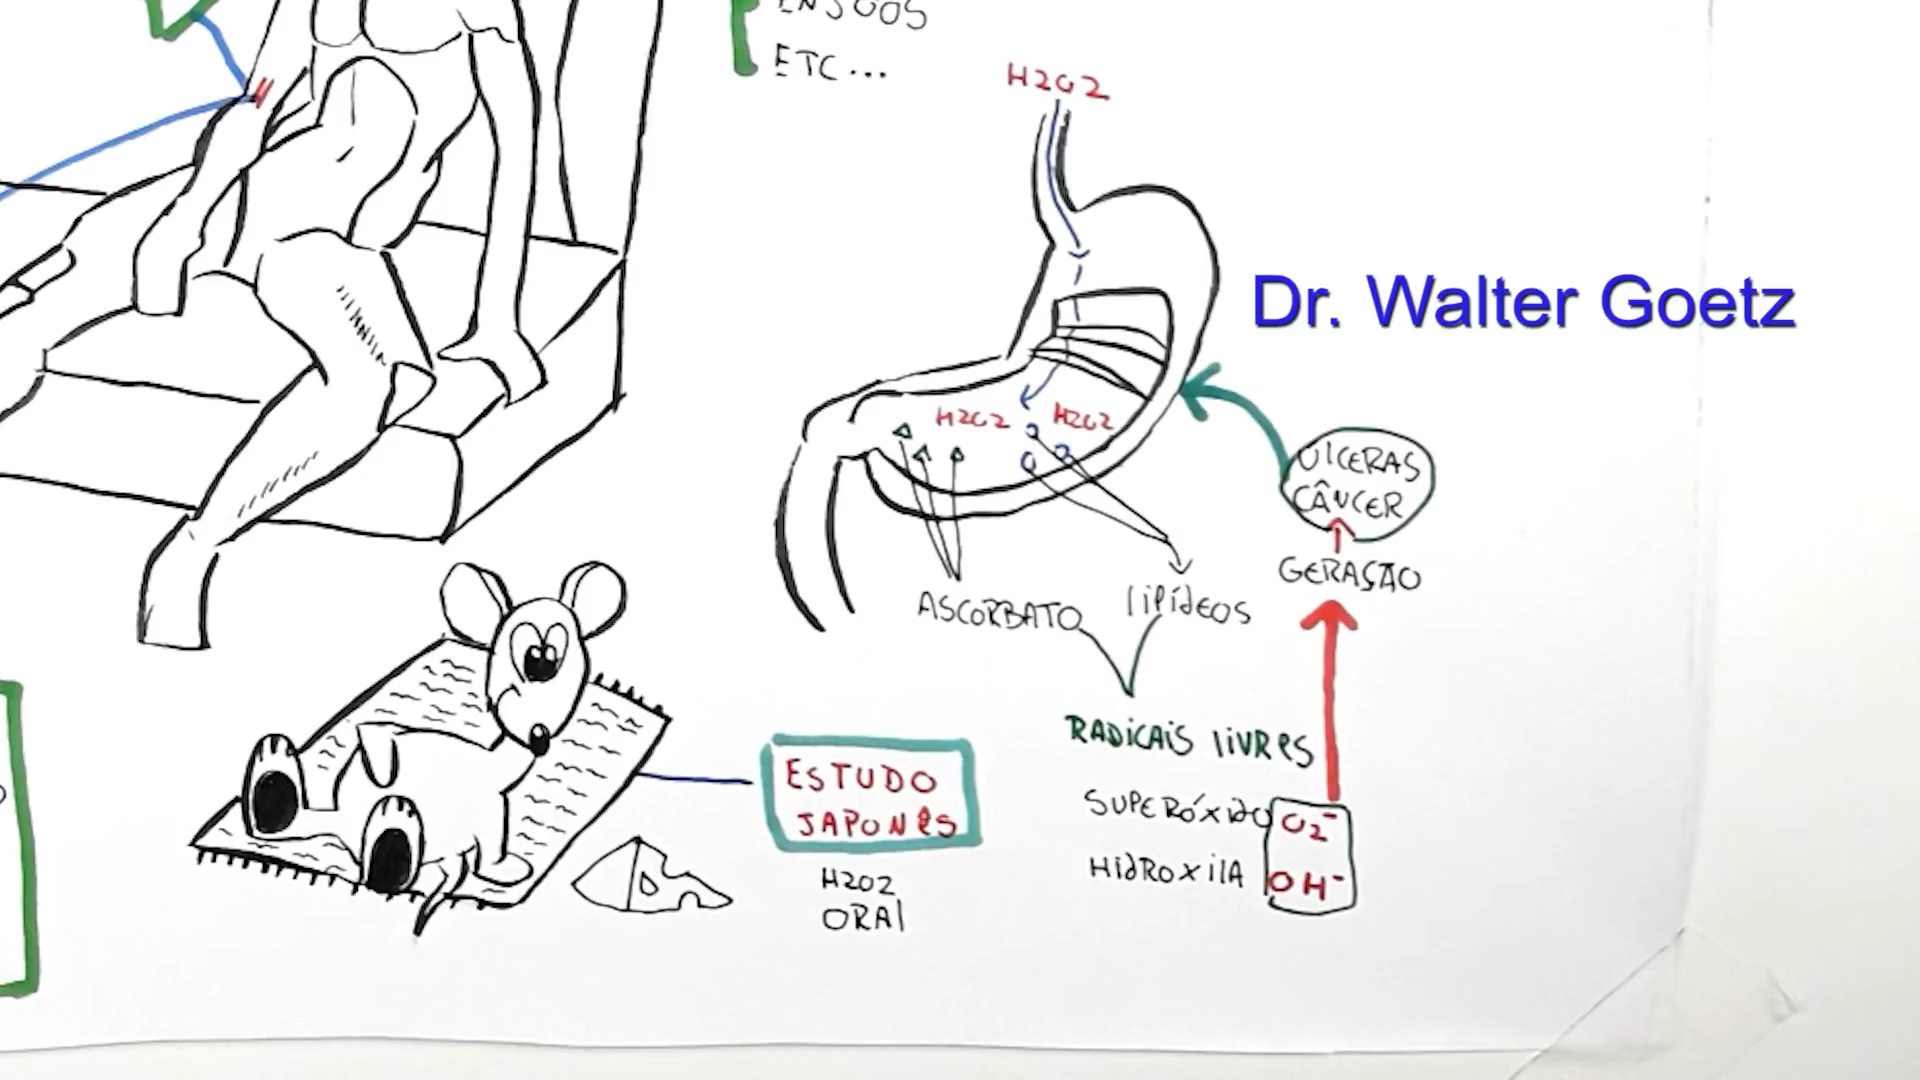 ETC...
H2O2
Dr. Walter Goetz
H2O2 H2O2
ÚLCERAS
CÂNCER
GERAÇÃO
ASCORBATO lipídEOS
RADICAIS lIVRES
ESTUDO
JAPONÊS
SUPERÓXIDO O2-
HIDROXILA OH-
H2O2
ORAl